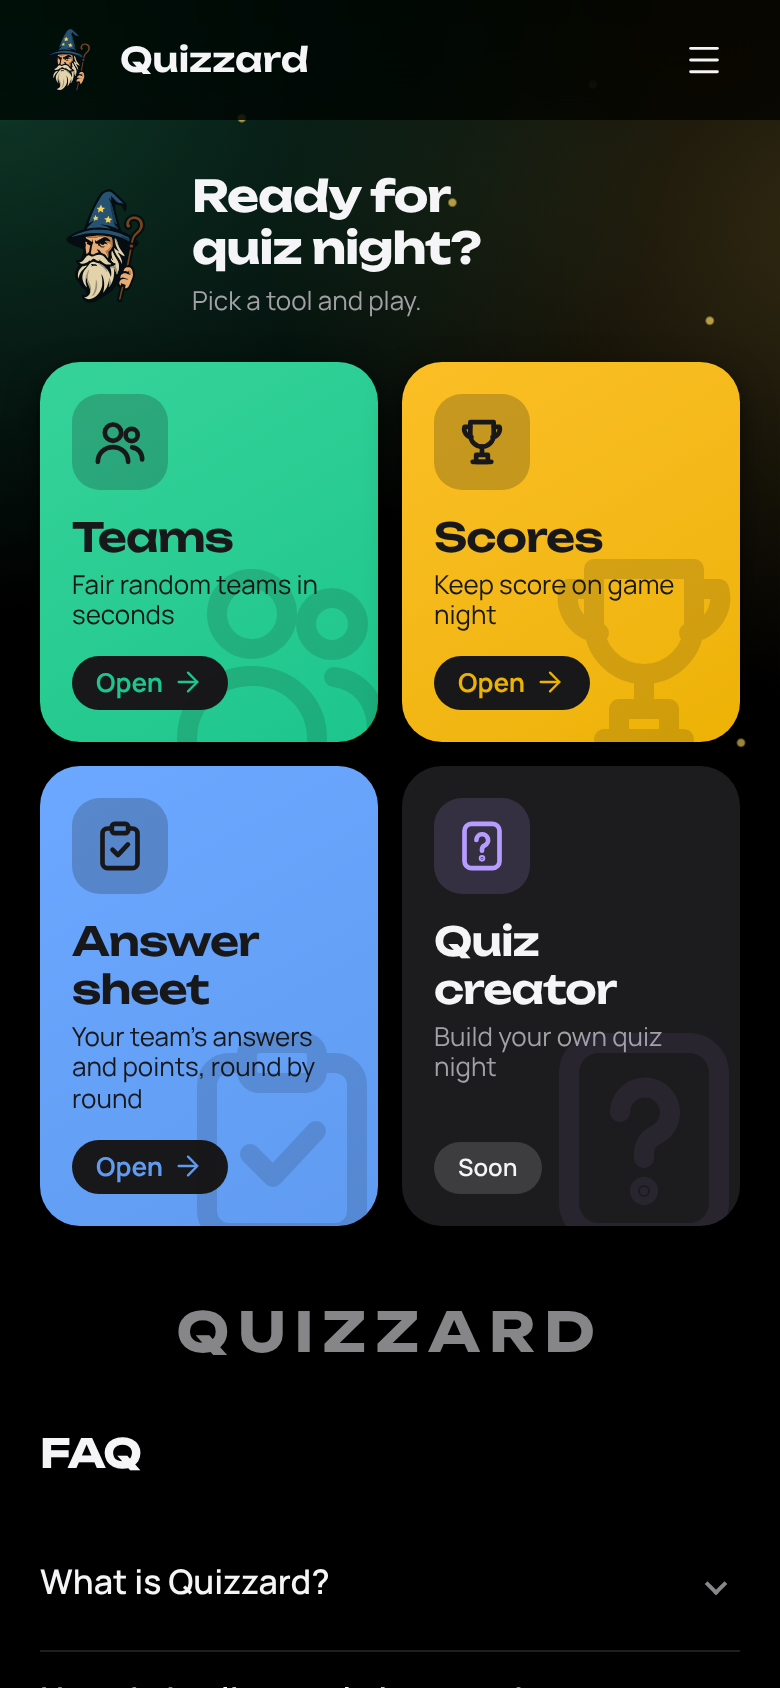 Quizzard
Ready for
quiz night?
Pick a tool and play.
Teams
Fair random teams in
seconds
Open
Scores
Keep score on game
night
Open
Answer
sheet
Your team's answers
and points, round by
round
Open
Quiz
creator
Build your own quiz
night
Soon
QUIZZARD
FAQ
What is Quizzard?